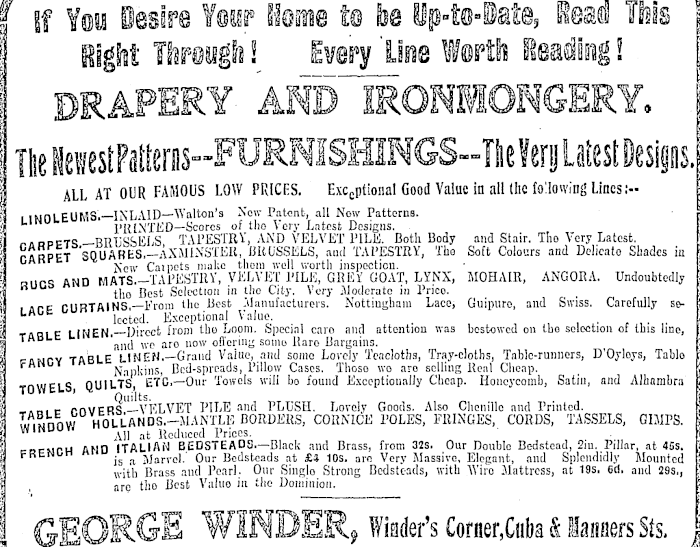 If You Desire Your Home to be Up-to-Date, Read This
Right Through! Every Line Worth Reading!
DRAPERY AND IRONMONGERY.
The Newest Patterns--FURNISHINGS--The Very Latest Designs.
ALL AT OUR FAMOUS LOW PRICES. Exceptional Good Value in all the following Lines:--
LINOLEUMS.—INLAID—Walton's New Patent, all New Patterns.
PRINTED—Scores of the Very Latest Designs.
CARPETS.—BRUSSELS, TAPESTRY, AND VELVET PILE. Both Body and Stair. The Very Latest.
CARPET SQUARES.—AXMINSTER, BRUSSELS, and TAPESTRY, The Soft Colours and Delicate Shades in
New Carpets make them well worth inspection.
RUGS AND MATS.—TAPESTRY, VELVET PILE, GREY GOAT, LYNX, MOHAIR, ANGORA. Undoubtedly
the Best Selection in the City. Very Moderate in Price.
LACE CURTAINS.—From the Best Manufacturers. Nottingham Lace, Guipure, and Swiss. Carefully se-
lected. Exceptional Value.
TABLE LINEN.—Direct from the Loom. Special care and attention was bestowed on the selection of this line,
and we are now offering some Rare Bargains.
FANCY TABLE LINEN.—Grand Value, and some Lovely Teacloths, Tray-cloths, Table-runners, D'Oyleys, Table
Napkins, Bed-spreads, Pillow Cases. Those we are selling Real Cheap.
TOWELS, QUILTS, ETC.—Our Towels will be found Exceptionally Cheap. Honeycomb, Satin, and Alhambra
Quilts.
TABLE COVERS.—VELVET PILE and PLUSH. Lovely Goods. Also Chenille and Printed.
WINDOW HOLLANDS.—MANTLE BORDERS, CORNICE POLES, FRINGES, CORDS, TASSELS, GIMPS.
All at Reduced Prices.
FRENCH AND ITALIAN BEDSTEADS.—Black and Brass, from 32s. Our Double Bedstead, 2in. Pillar, at 45s.
is a Marvel. Our Bedsteads at £4 10s. are Very Massive, Elegant, and Splendidly Mounted
with Brass and Pearl. Our Single Strong Bedsteads, with Wire Mattress, at 19s. 6d. and 29s.,
are the Best Value in the Dominion.
GEORGE WINDER, Winder's Corner, Cuba & Manners Sts.